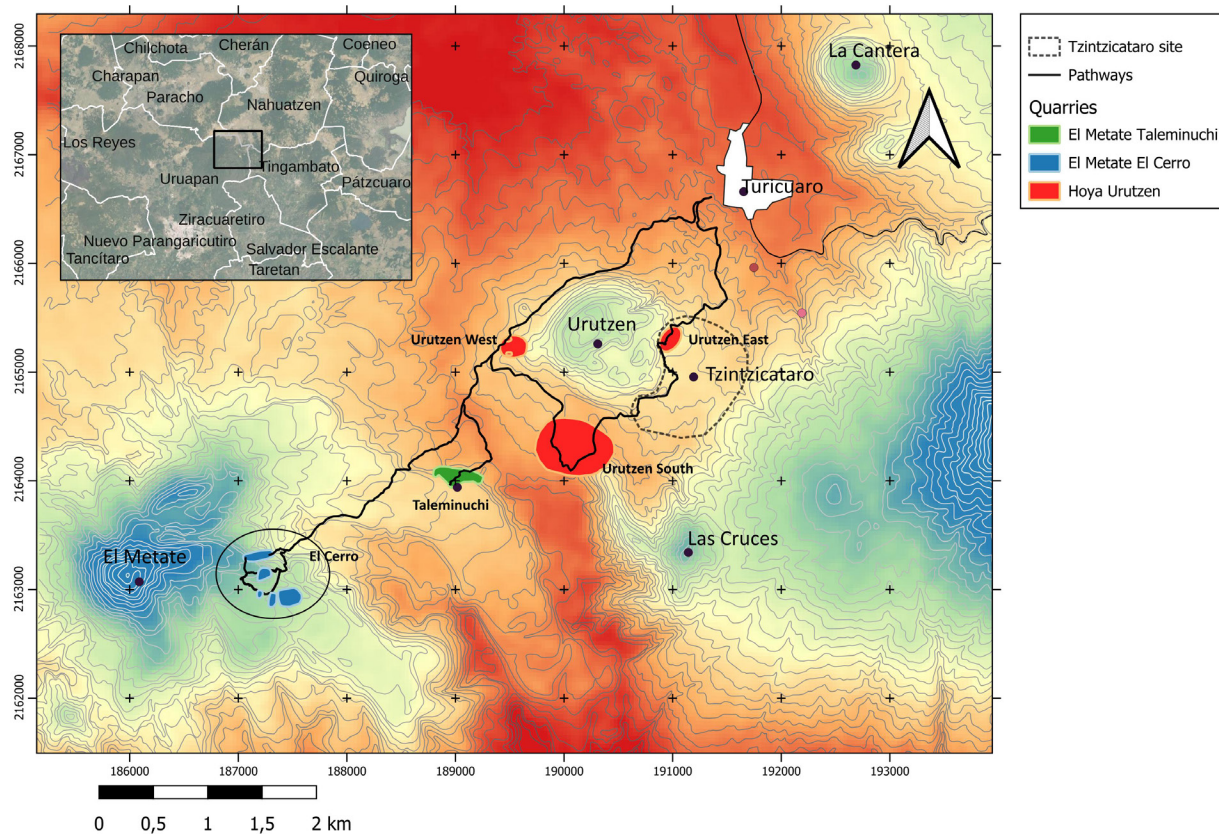 Chilchota
Cherán
Coeneo
Charapan
Quiroga
Paracho
Nahuatzen
Los Reyes
Tingambato
Uruapan
Pátzcuaro
Ziracuaretiro
Nuevo Parangaricutiro
Salvador Escalante
Tancítaro
Taretan
La Cantera
Turicuaro
Urutzen
Urutzen West
Urutzen East
Tzintzicataro
Urutzen South
Taleminuchi
El Metate
El Cerro
Las Cruces
2168000
2167000
2166000
2165000
2164000
2163000
2162000
186000
187000
188000
189000
190000
191000
192000
193000
0 0,5 1 1,5 2 km
Tzintzicataro site
Pathways
Quarries
El Metate Taleminuchi
El Metate El Cerro
Hoya Urutzen